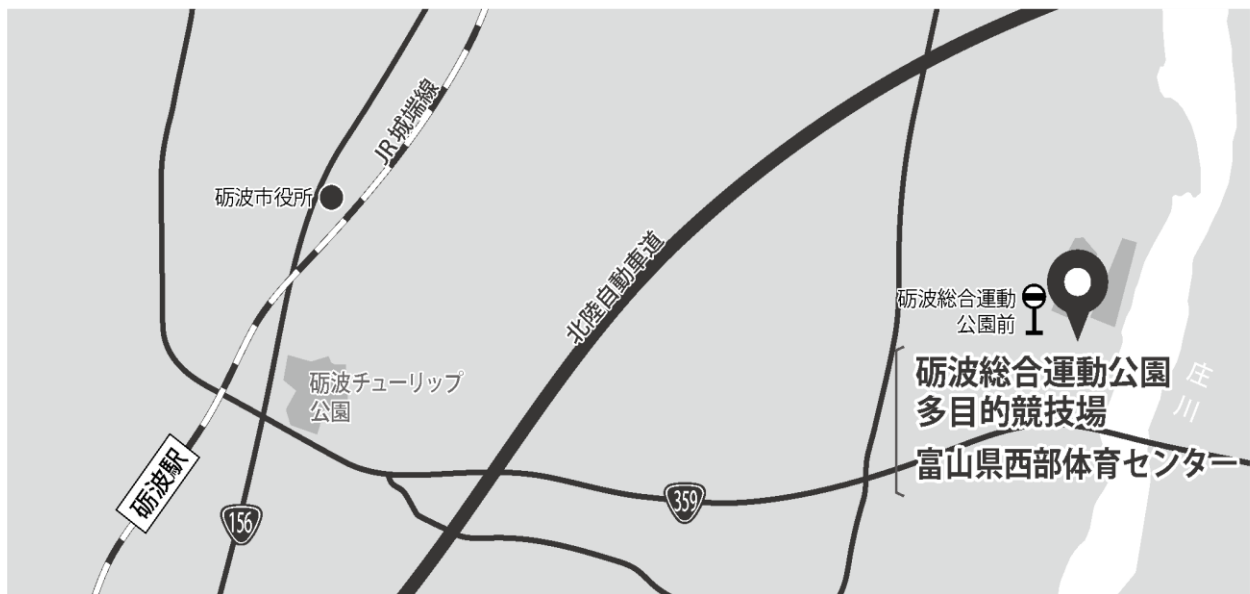 JR城端線
砺波市役所
北陸自動車道
砺波総合運動
公園前
砺波総合運動公園
多目的競技場
富山県西部体育センター
庄川
砺波チューリップ
公園
砺波駅
156
359